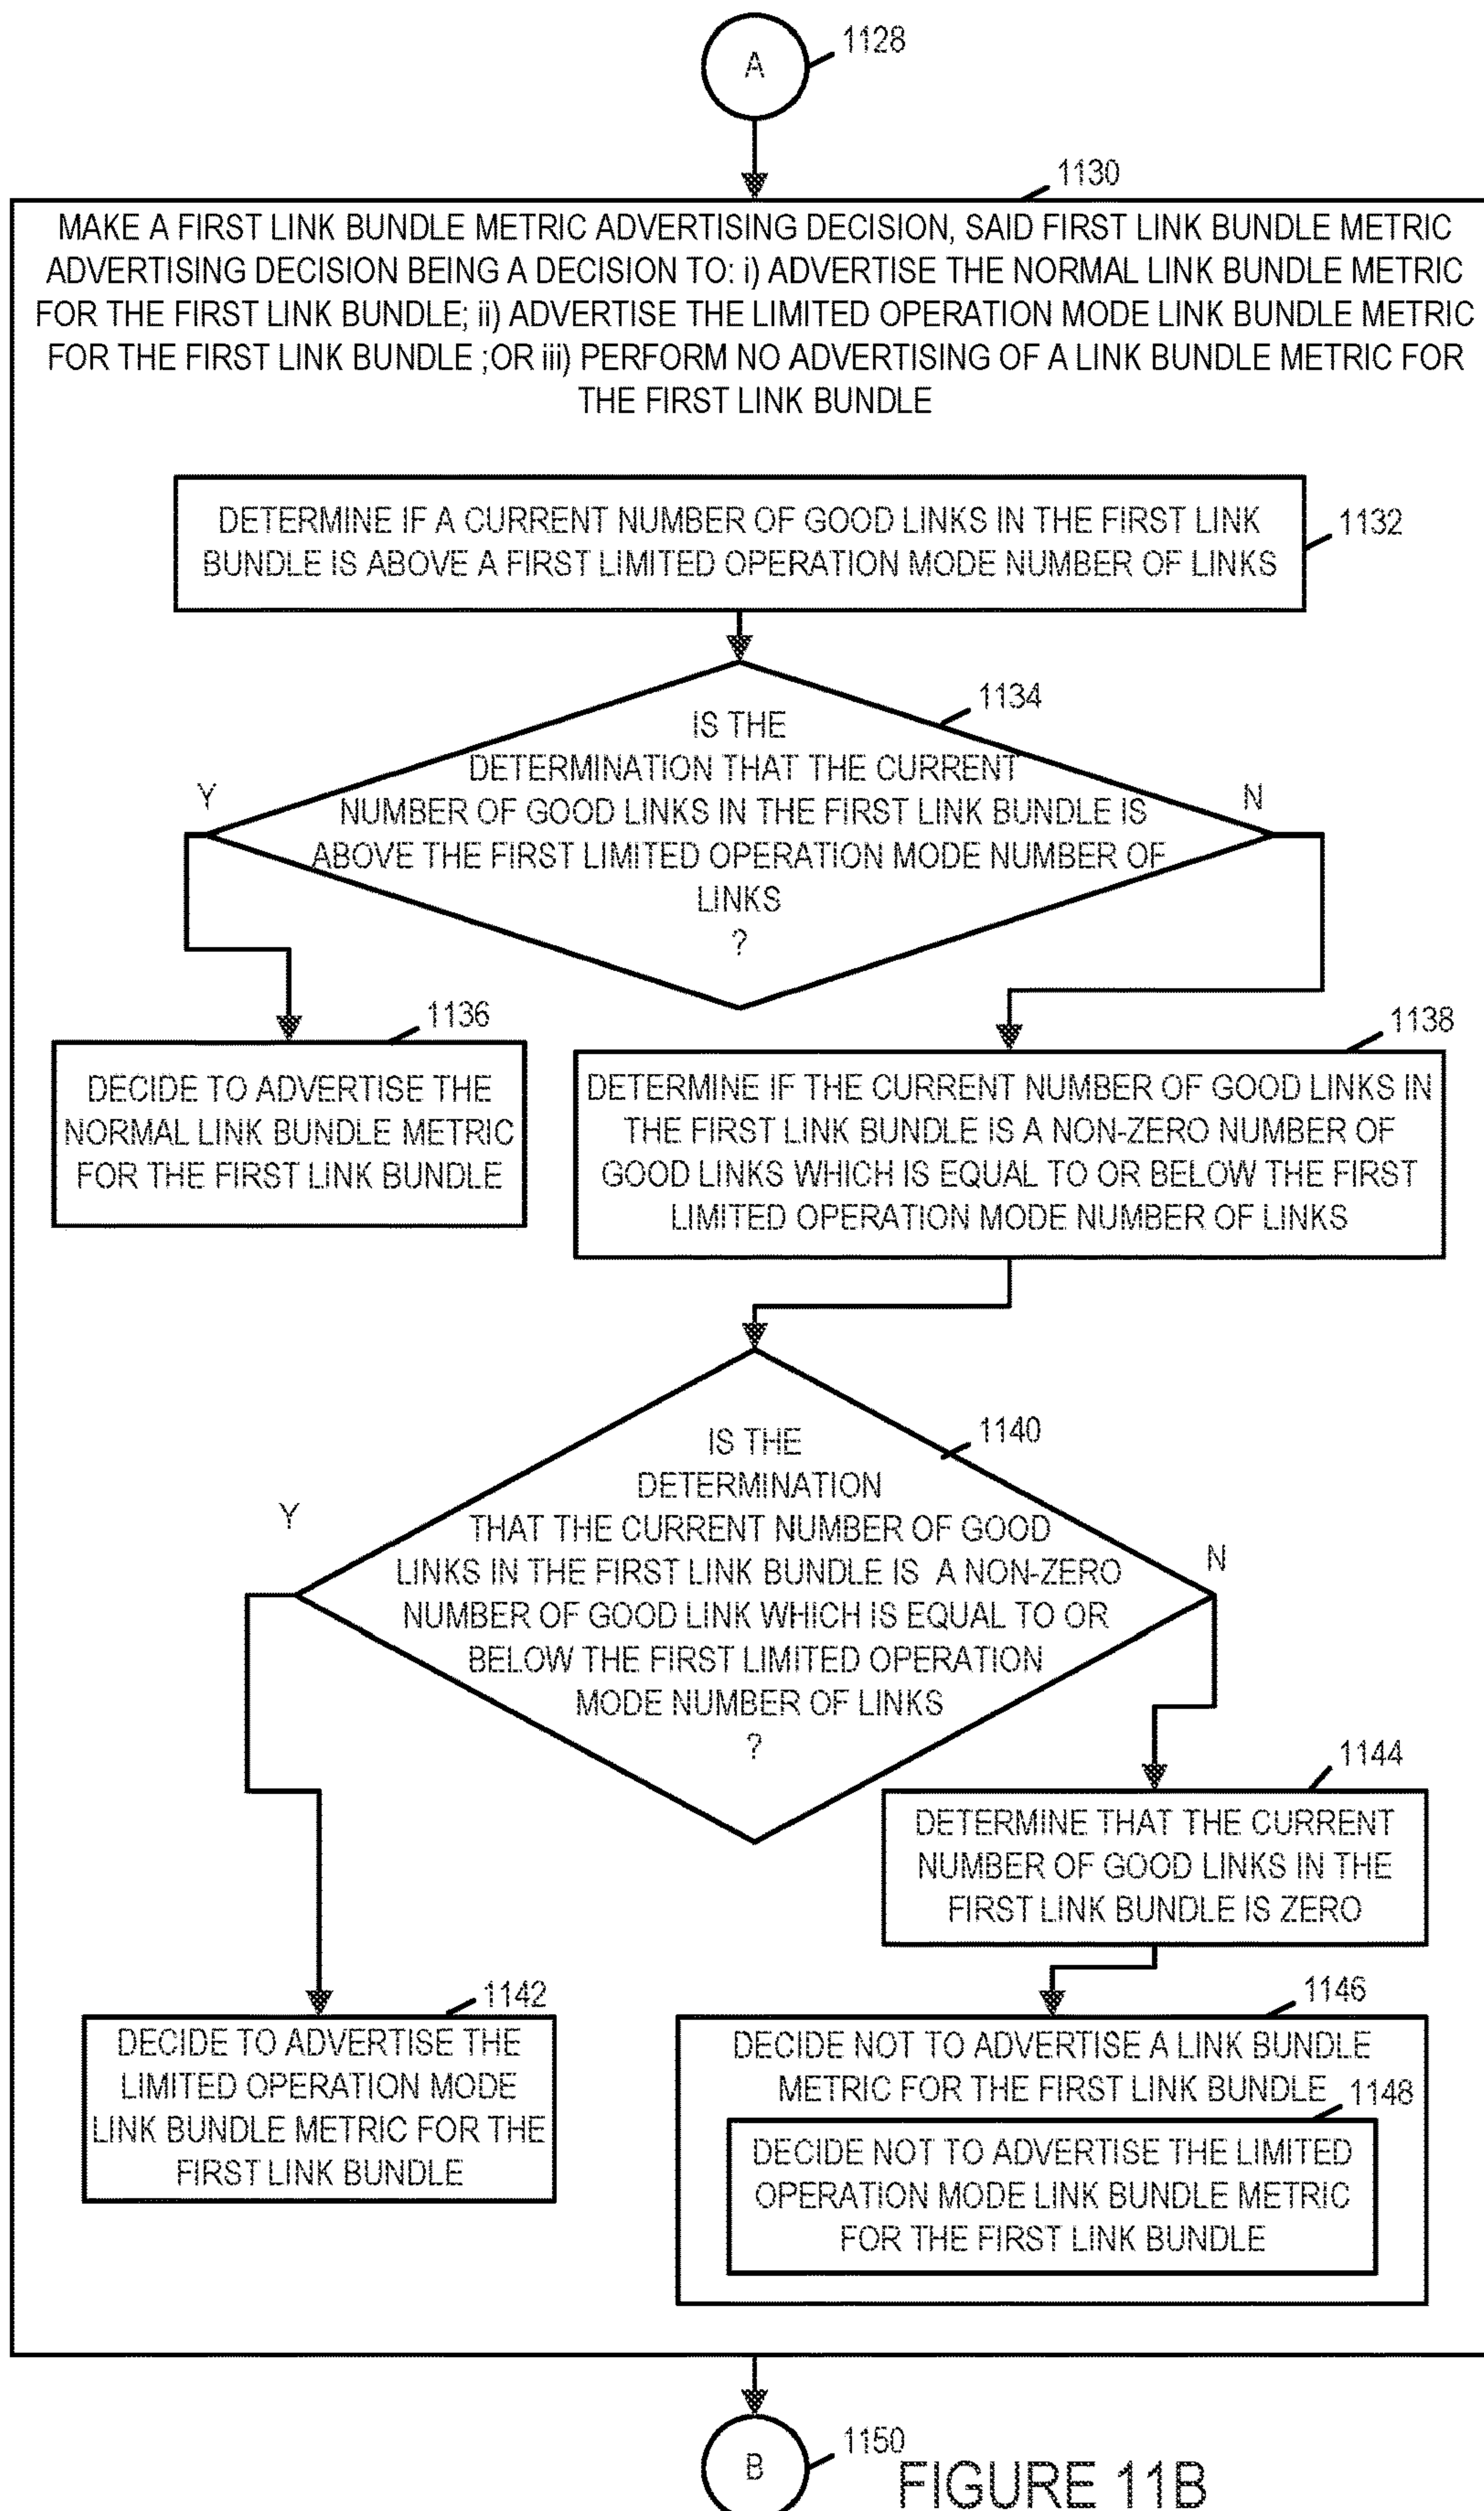 A
1128
1130
MAKE A FIRST LINK BUNDLE METRIC ADVERTISING DECISION, SAID FIRST LINK BUNDLE METRIC
ADVERTISING DECISION BEING A DECISION TO: i) ADVERTISE THE NORMAL LINK BUNDLE METRIC
FOR THE FIRST LINK BUNDLE; ii) ADVERTISE THE LIMITED OPERATION MODE LINK BUNDLE METRIC
FOR THE FIRST LINK BUNDLE ;OR iii) PERFORM NO ADVERTISING OF A LINK BUNDLE METRIC FOR
THE FIRST LINK BUNDLE
DETERMINE IF A CURRENT NUMBER OF GOOD LINKS IN THE FIRST LINK
BUNDLE IS ABOVE A FIRST LIMITED OPERATION MODE NUMBER OF LINKS
1132
1134
IS THE
DETERMINATION THAT THE CURRENT
NUMBER OF GOOD LINKS IN THE FIRST LINK BUNDLE IS
ABOVE THE FIRST LIMITED OPERATION MODE NUMBER OF
LINKS
?
Y
N
1136
DECIDE TO ADVERTISE THE
NORMAL LINK BUNDLE METRIC
FOR THE FIRST LINK BUNDLE
1138
DETERMINE IF THE CURRENT NUMBER OF GOOD LINKS IN
THE FIRST LINK BUNDLE IS A NON-ZERO NUMBER OF
GOOD LINKS WHICH IS EQUAL TO OR BELOW THE FIRST
LIMITED OPERATION MODE NUMBER OF LINKS
1140
IS THE
DETERMINATION
THAT THE CURRENT NUMBER OF GOOD
LINKS IN THE FIRST LINK BUNDLE IS A NON-ZERO
NUMBER OF GOOD LINK WHICH IS EQUAL TO OR
BELOW THE FIRST LIMITED OPERATION
MODE NUMBER OF LINKS
?
Y
N
1144
DETERMINE THAT THE CURRENT
NUMBER OF GOOD LINKS IN THE
FIRST LINK BUNDLE IS ZERO
1142
DECIDE TO ADVERTISE THE
LIMITED OPERATION MODE
LINK BUNDLE METRIC FOR THE
FIRST LINK BUNDLE
1146
DECIDE NOT TO ADVERTISE A LINK BUNDLE
METRIC FOR THE FIRST LINK BUNDLE
1148
DECIDE NOT TO ADVERTISE THE LIMITED
OPERATION MODE LINK BUNDLE METRIC
FOR THE FIRST LINK BUNDLE
B
1150
FIGURE 11B